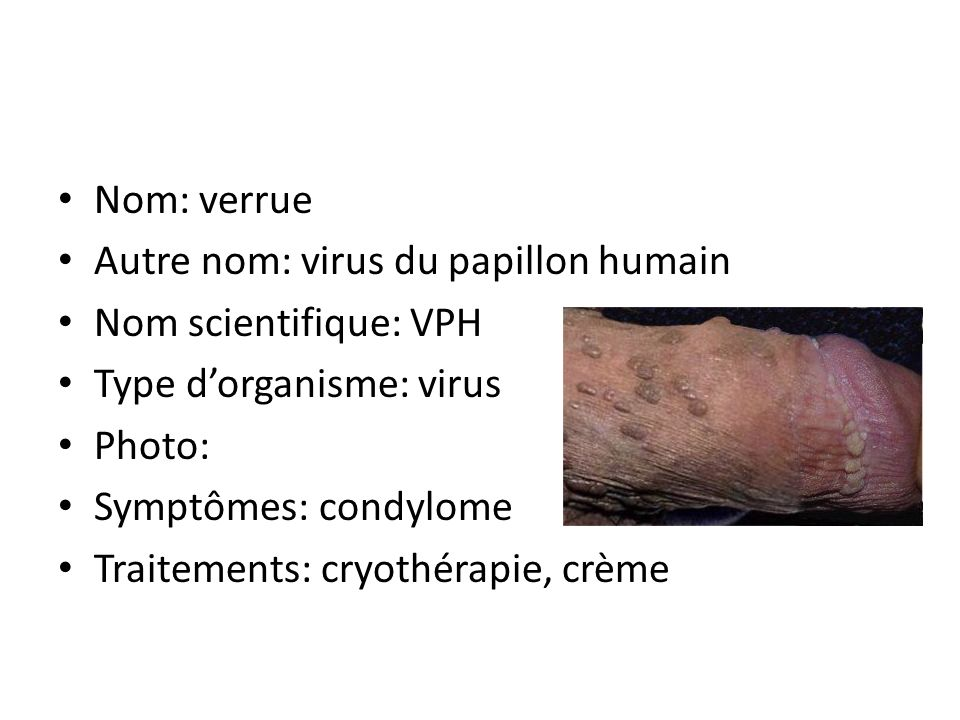 • Nom: verrue
• Autre nom: virus du papillon humain
• Nom scientifique: VPH
• Type d’organisme: virus
• Photo:
• Symptômes: condylome
• Traitements: cryothérapie, crème